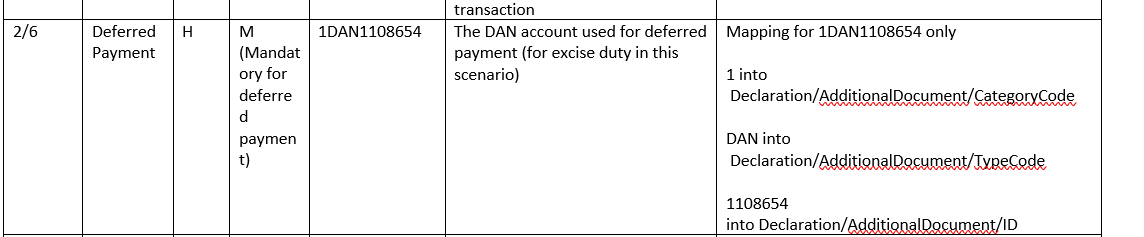 transaction
2/6
Deferred
Payment
H
M
(Mandat
ory for
deferre
d
paymen
t)
1DAN1108654
The DAN account used for deferred
payment (for excise duty in this
scenario)
Mapping for 1DAN1108654 only
1 into
Declaration/AdditionalDocument/CategoryCode
DAN into
Declaration/AdditionalDocument/TypeCode
1108654
into Declaration/AdditionalDocument/ID